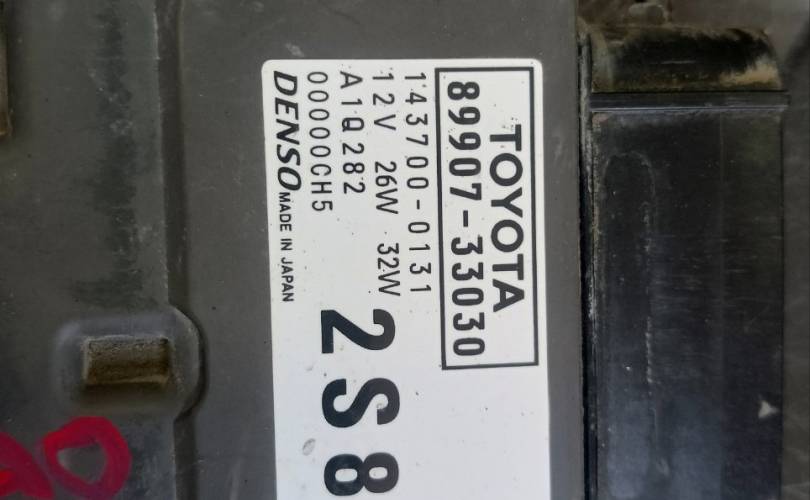 TOYOTA
89907-33030
143700-0131
12V 26W 32W
A1Q282
00000CH5
2S8
DENSO MADE IN JAPAN